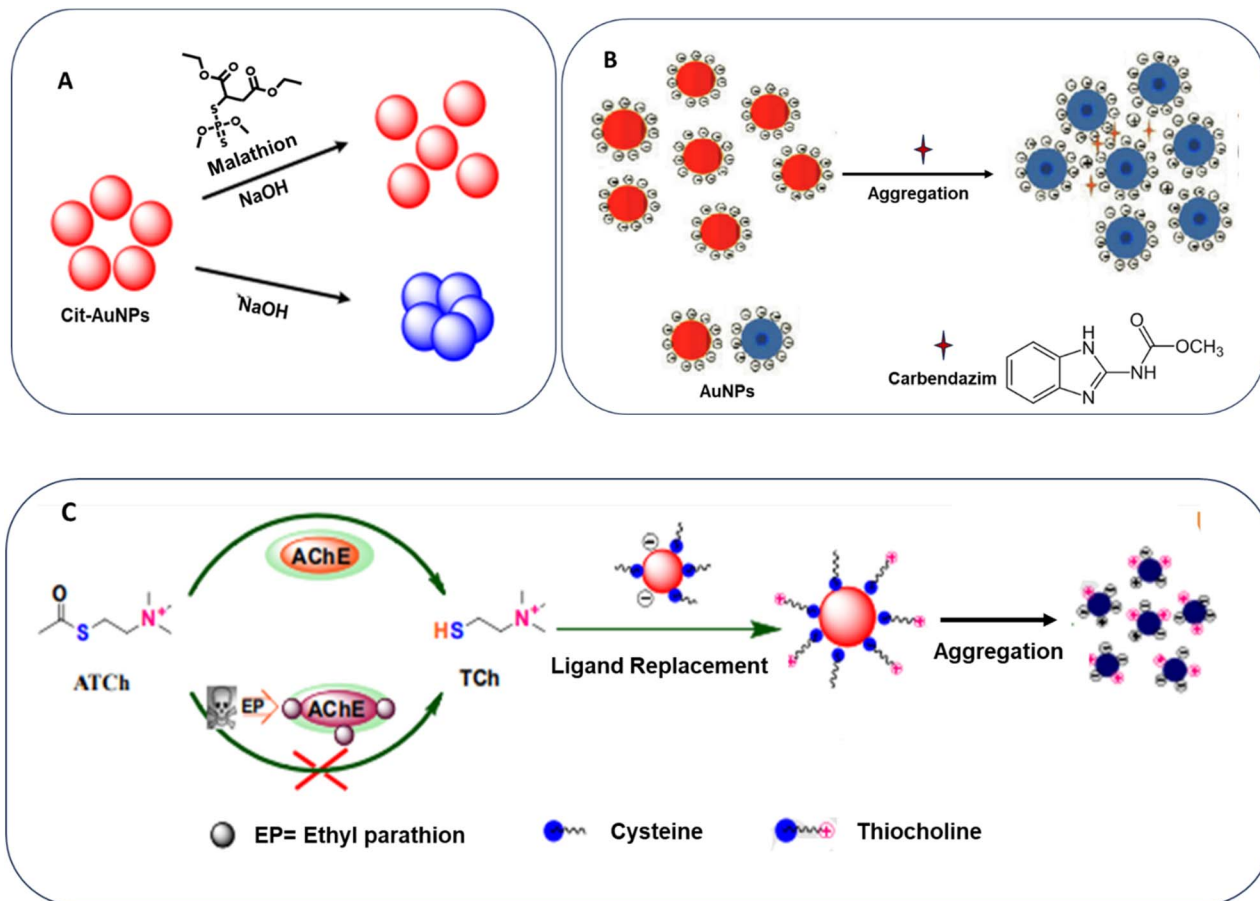 A
O
O
O
O
S
P
O
O
S
Malathion
NaOH
NaOH
Cit-AuNPs
B
Aggregation
AuNPs
Carbendazim
H
N
N
NH
O
OCH3
C
AChE
O
S
N+
ATCh
EP
AChE
HS
N+
TCh
Ligand Replacement
Aggregation
EP= Ethyl parathion
Cysteine
Thiocholine